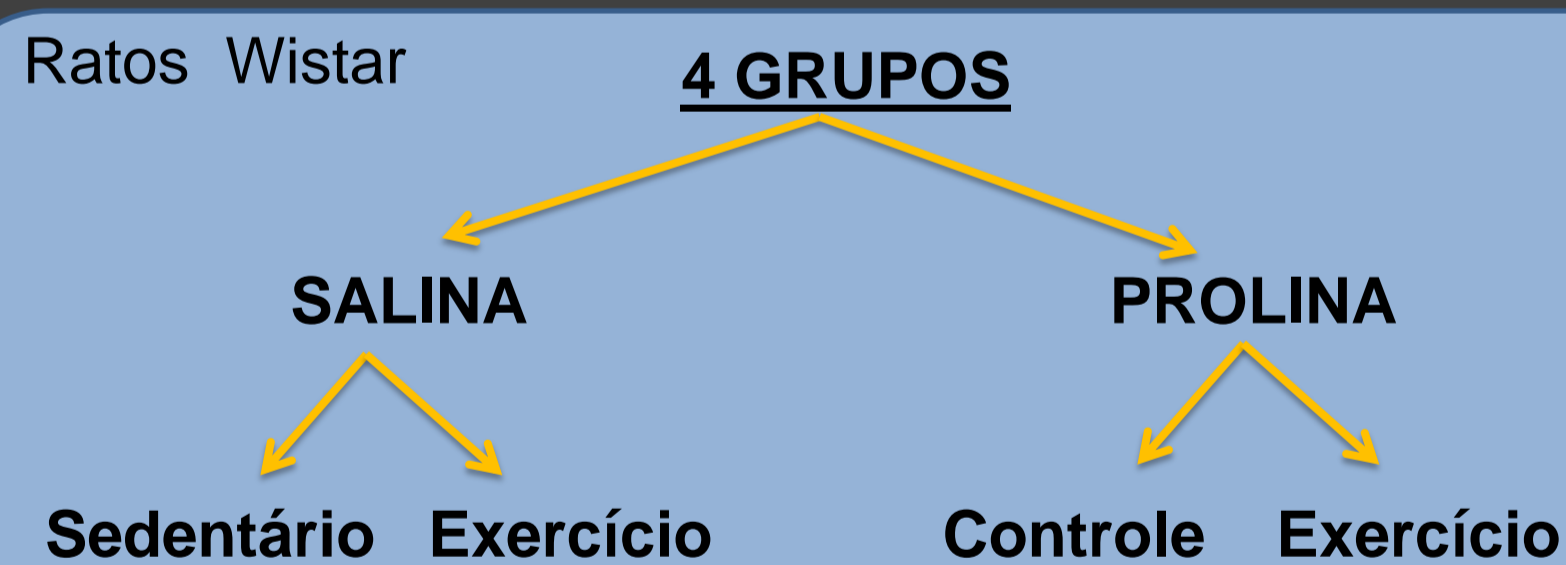 Ratos Wistar
4 GRUPOS
SALINA
PROLINA
Sedentário Exercício
Controle Exercício